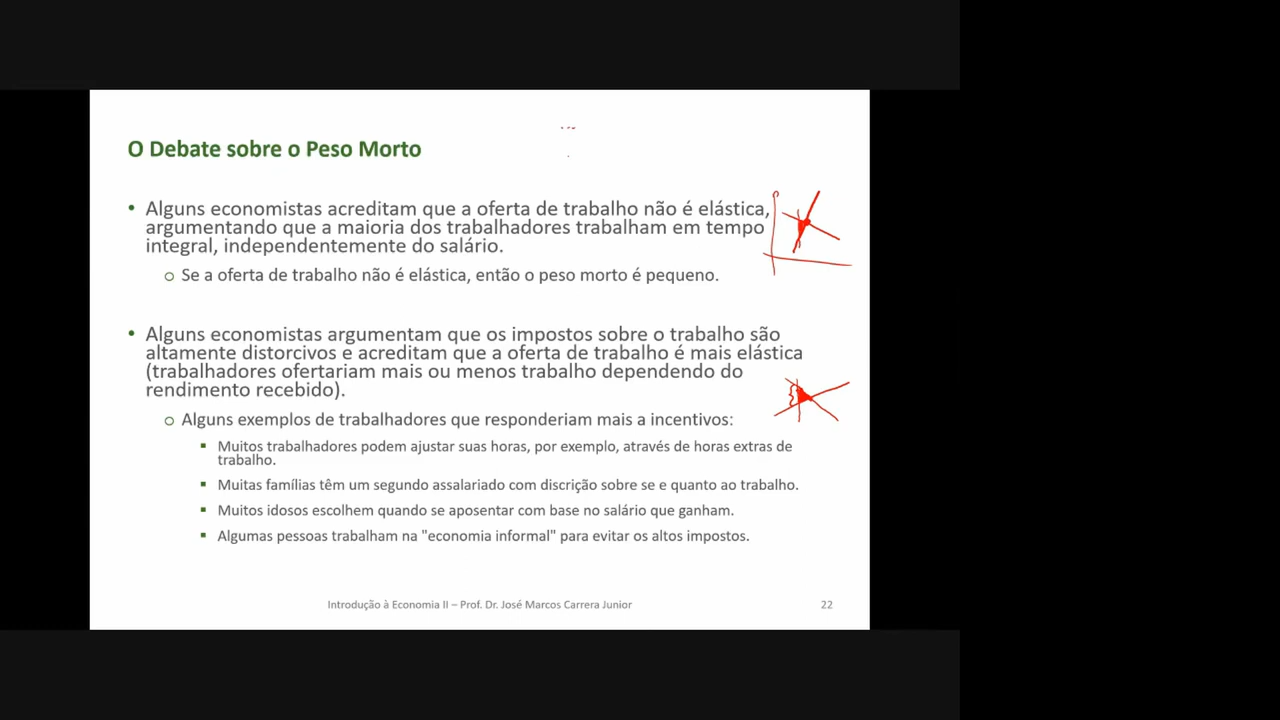 O Debate sobre o Peso Morto
• Alguns economistas acreditam que a oferta de trabalho não é elástica,
argumentando que a maioria dos trabalhadores trabalham em tempo
integral, independentemente do salário.
o Se a oferta de trabalho não é elástica, então o peso morto é pequeno.
• Alguns economistas argumentam que os impostos sobre o trabalho são
altamente distorcivos e acreditam que a oferta de trabalho é mais elástica
(trabalhadores ofertariam mais ou menos trabalho dependendo do
rendimento recebido).
o Alguns exemplos de trabalhadores que responderiam mais a incentivos:
▪ Muitos trabalhadores podem ajustar suas horas, por exemplo, através de horas extras de
trabalho.
▪ Muitas famílias têm um segundo assalariado com discrição sobre se e quanto ao trabalho.
▪ Muitos idosos escolhem quando se aposentar com base no salário que ganham.
▪ Algumas pessoas trabalham na "economia informal" para evitar os altos impostos.
Introdução à Economia II – Prof. Dr. José Marcos Carrera Junior
22